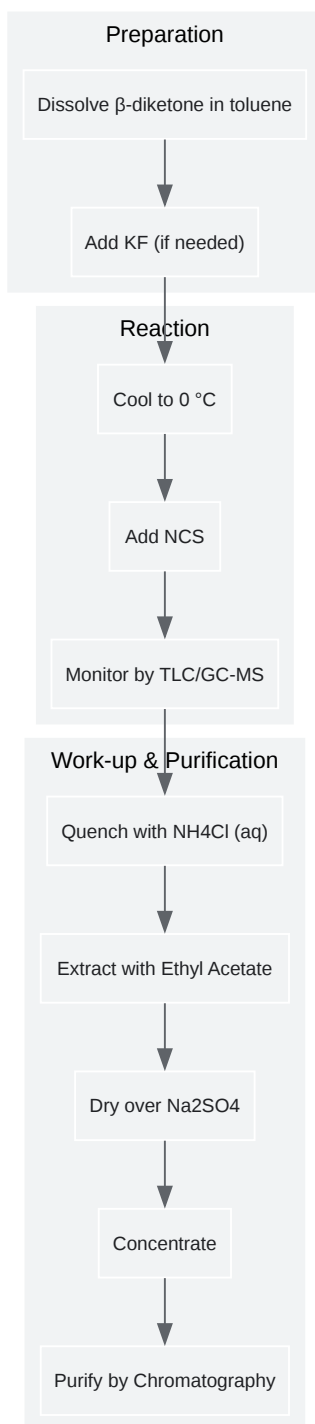 Preparation
Dissolve β-diketone in toluene
Add KF (if needed)
Reaction
Cool to 0 °C
Add NCS
Monitor by TLC/GC-MS
Work-up & Purification
Quench with NH4Cl (aq)
Extract with Ethyl Acetate
Dry over Na2SO4
Concentrate
Purify by Chromatography